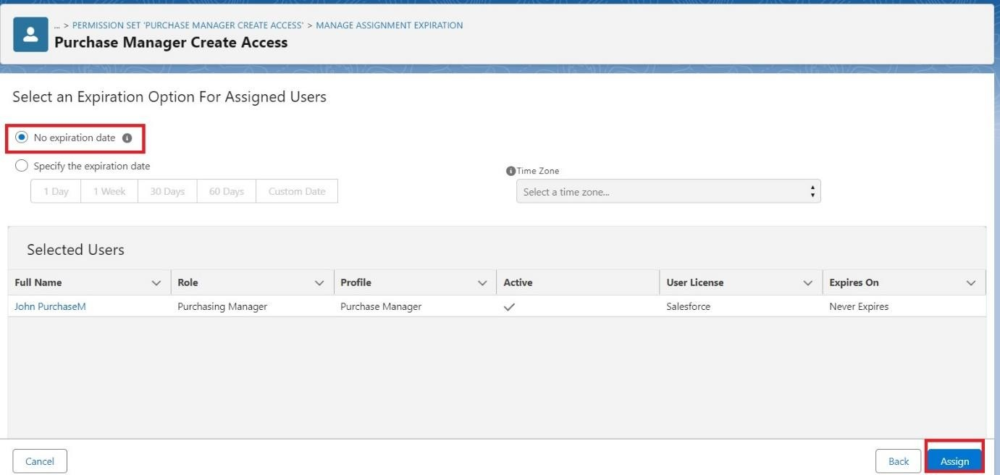 ... > PERMISSION SET 'PURCHASE MANAGER CREATE ACCESS' > MANAGE ASSIGNMENT EXPIRATION
Purchase Manager Create Access
Select an Expiration Option For Assigned Users
No expiration date
Specify the expiration date
1 Day 1 Week 30 Days 60 Days Custom Date
Time Zone
Select a time zone...
Selected Users
Full Name Role Profile Active User License Expires On
John PurchaseM Purchasing Manager Purchase Manager Salesforce Never Expires
Cancel Back Assign